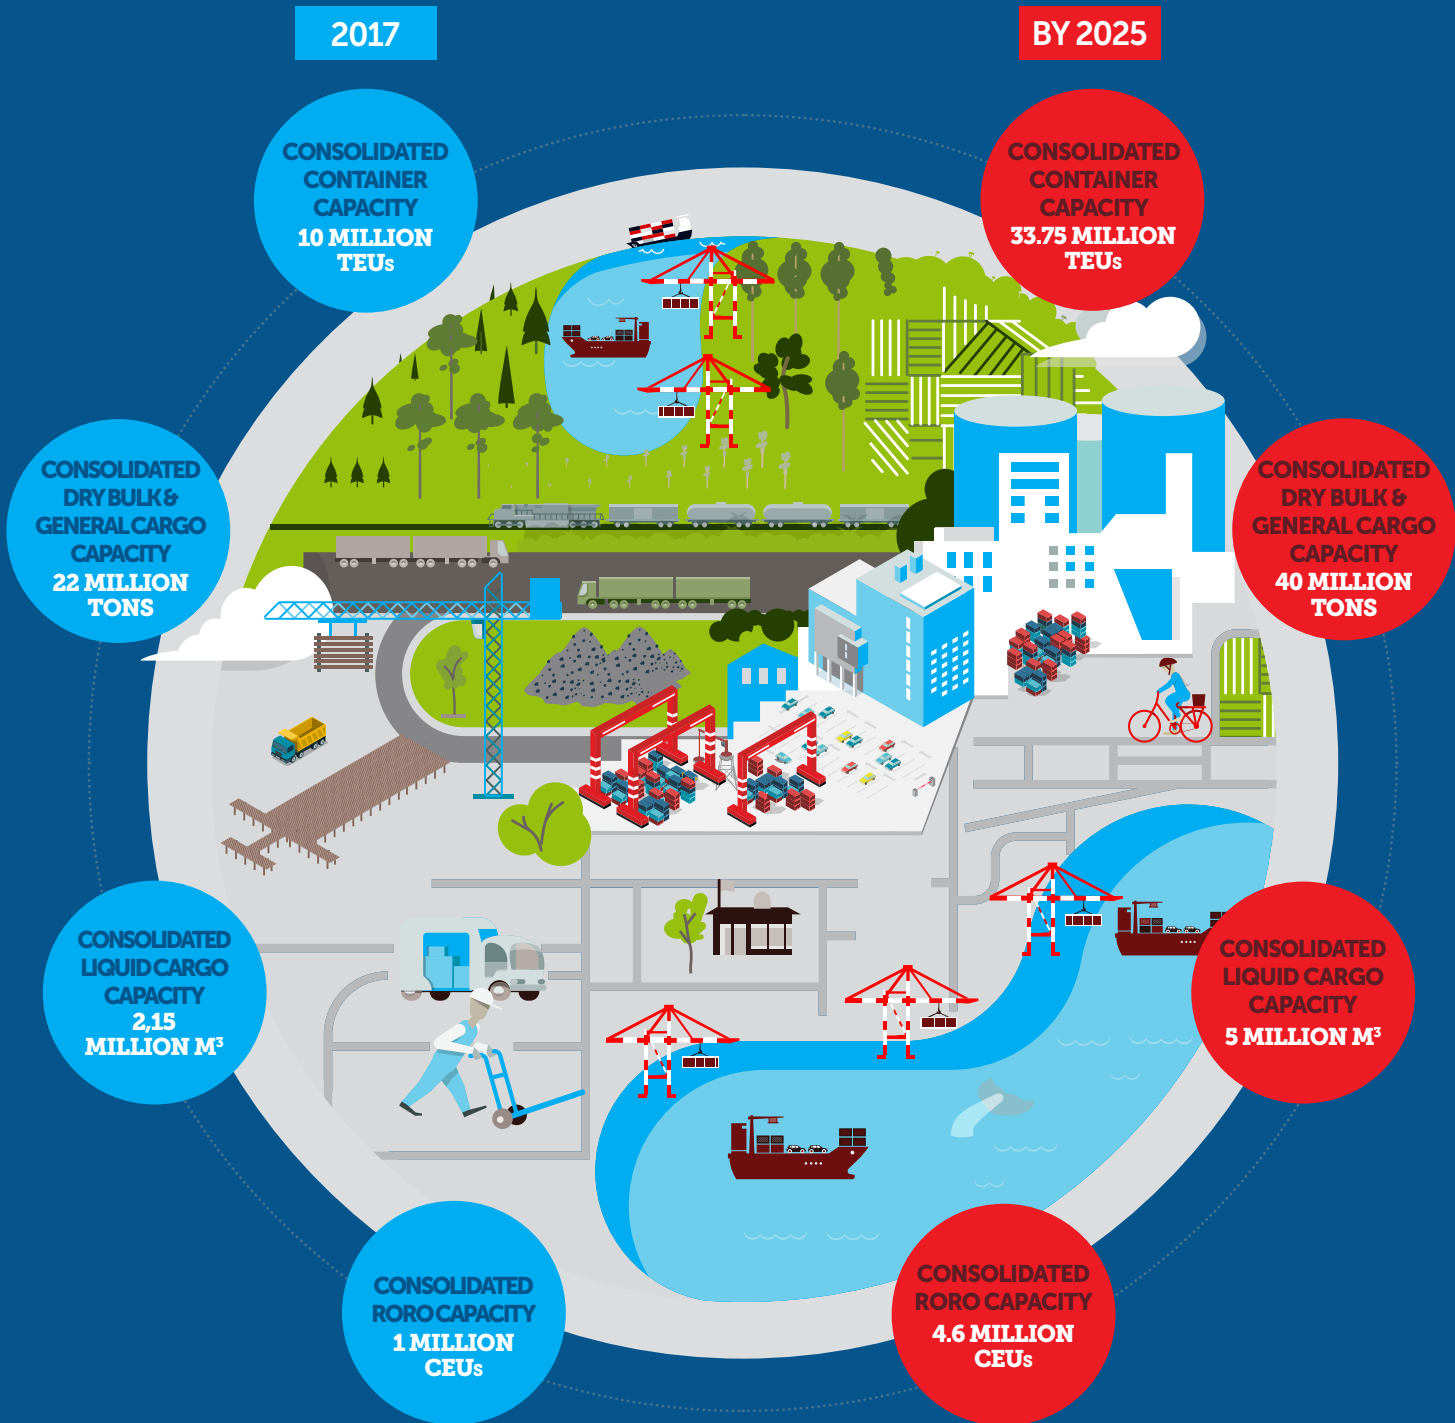 2017
BY 2025
CONSOLIDATED
CONTAINER
CAPACITY
10 MILLION
TEUs
CONSOLIDATED
CONTAINER
CAPACITY
33.75 MILLION
TEUs
CONSOLIDATED
DRY BULK &
GENERAL CARGO
CAPACITY
22 MILLION
TONS
CONSOLIDATED
DRY BULK &
GENERAL CARGO
CAPACITY
40 MILLION
TONS
CONSOLIDATED
LIQUID CARGO
CAPACITY
2,15
MILLION M³
CONSOLIDATED
LIQUID CARGO
CAPACITY
5 MILLION M³
CONSOLIDATED
RORO CAPACITY
1 MILLION
CEUs
CONSOLIDATED
RORO CAPACITY
4.6 MILLION
CEUs